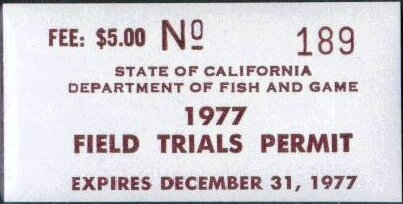 FEE: $5.00 No 189
STATE OF CALIFORNIA
DEPARTMENT OF FISH AND GAME
1977
FIELD TRIALS PERMIT
EXPIRES DECEMBER 31, 1977